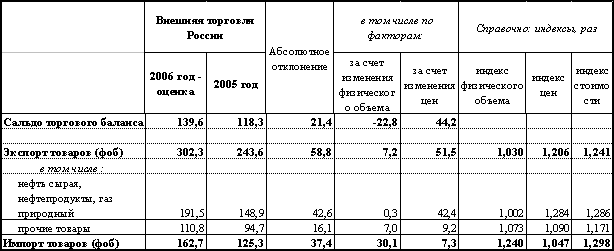 Внешняя торговля России
Абсолютное отклонение
в том числе по факторам:
Справочно: индексы, раз
2006 год - оценка
2005 год
за счет изменения физического объема
за счет изменения цен
индекс физического объема
индекс цен
индекс стоимости
Сальдо торгового баланса 139,6 118,3 21,4 -22,8 44,2
Экспорт товаров (фоб) 302,3 243,6 58,8 7,2 51,5 1,030 1,206 1,241
в том числе :
нефть сырая,
нефтепродукты, газ
природный 191,5 148,9 42,6 0,3 42,4 1,002 1,284 1,286
прочие товары 110,8 94,7 16,1 7,0 9,2 1,073 1,090 1,171
Импорт товаров (фоб) 162,7 125,3 37,4 30,1 7,3 1,240 1,047 1,298